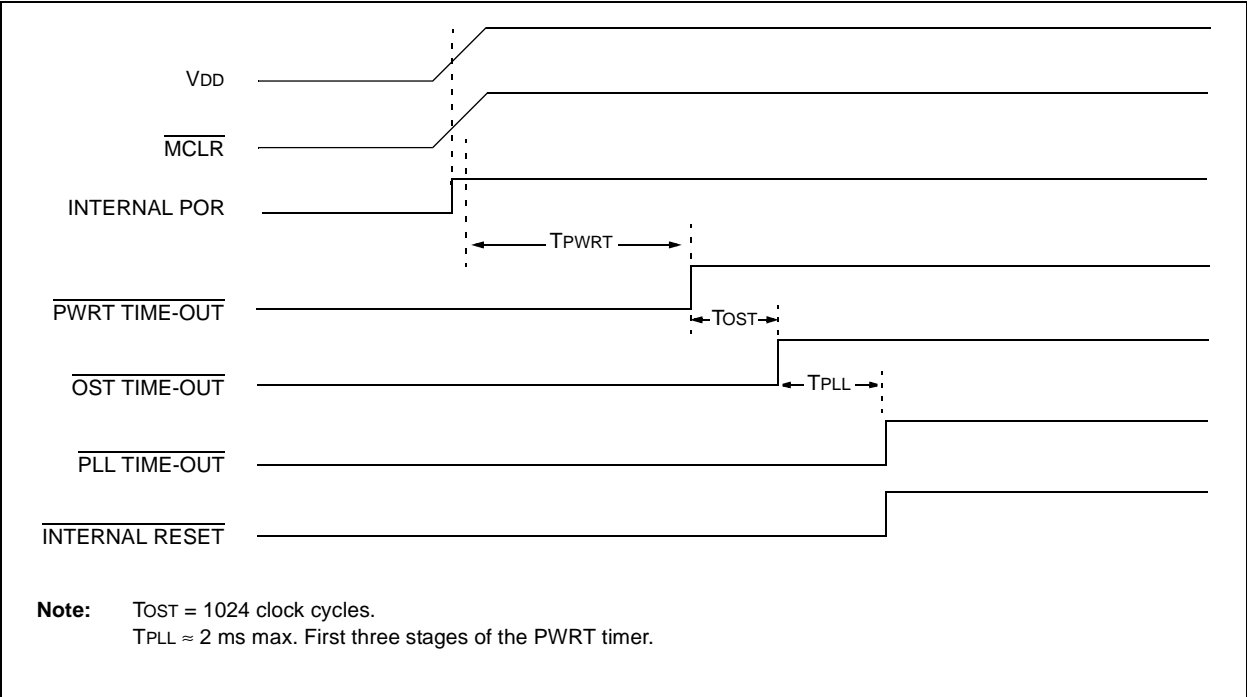 VDD
MCLR
INTERNAL POR
TPWRT
PWRT TIME-OUT
TOST
OST TIME-OUT
TPLL
PLL TIME-OUT
INTERNAL RESET
Note: TOST = 1024 clock cycles.
TPLL ≈ 2 ms max. First three stages of the PWRT timer.